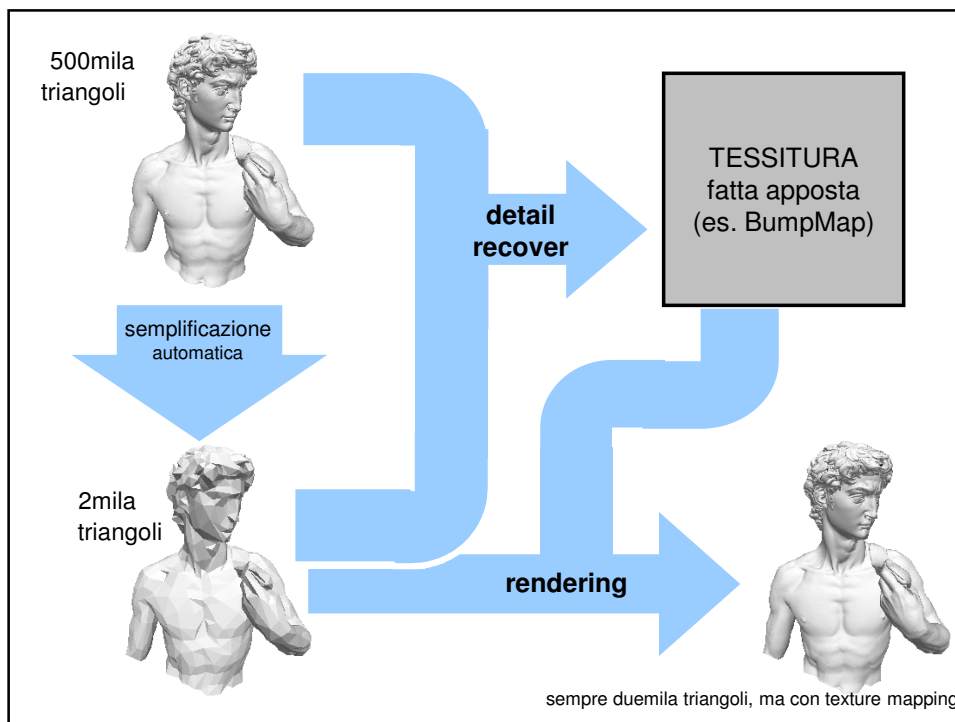 500mila
triangoli
TESSITURA
fatta apposta
(es. BumpMap)
detail
recover
semplificazione
automatica
2mila
triangoli
rendering
sempre duemila triangoli, ma con texture mapping